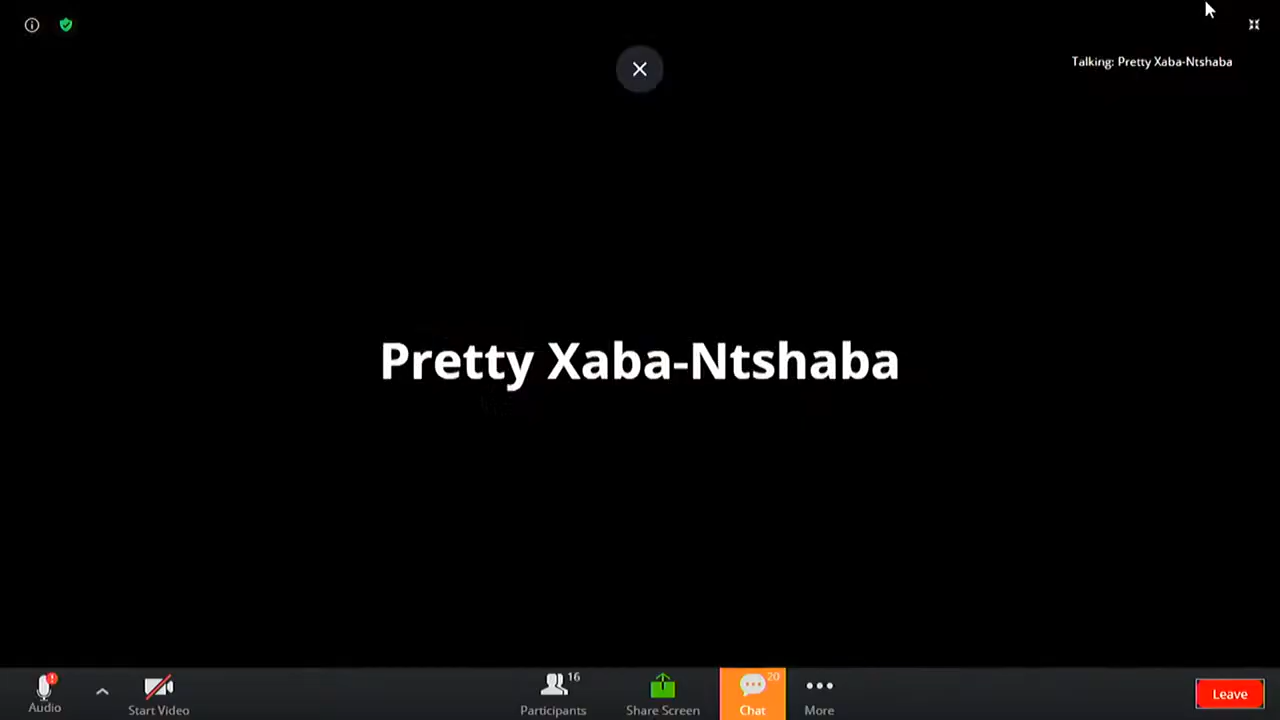 Talking: Pretty Xaba-Ntshaba
Pretty Xaba-Ntshaba
Audio
Start Video
16
Participants
Share Screen
20
Chat
More
Leave